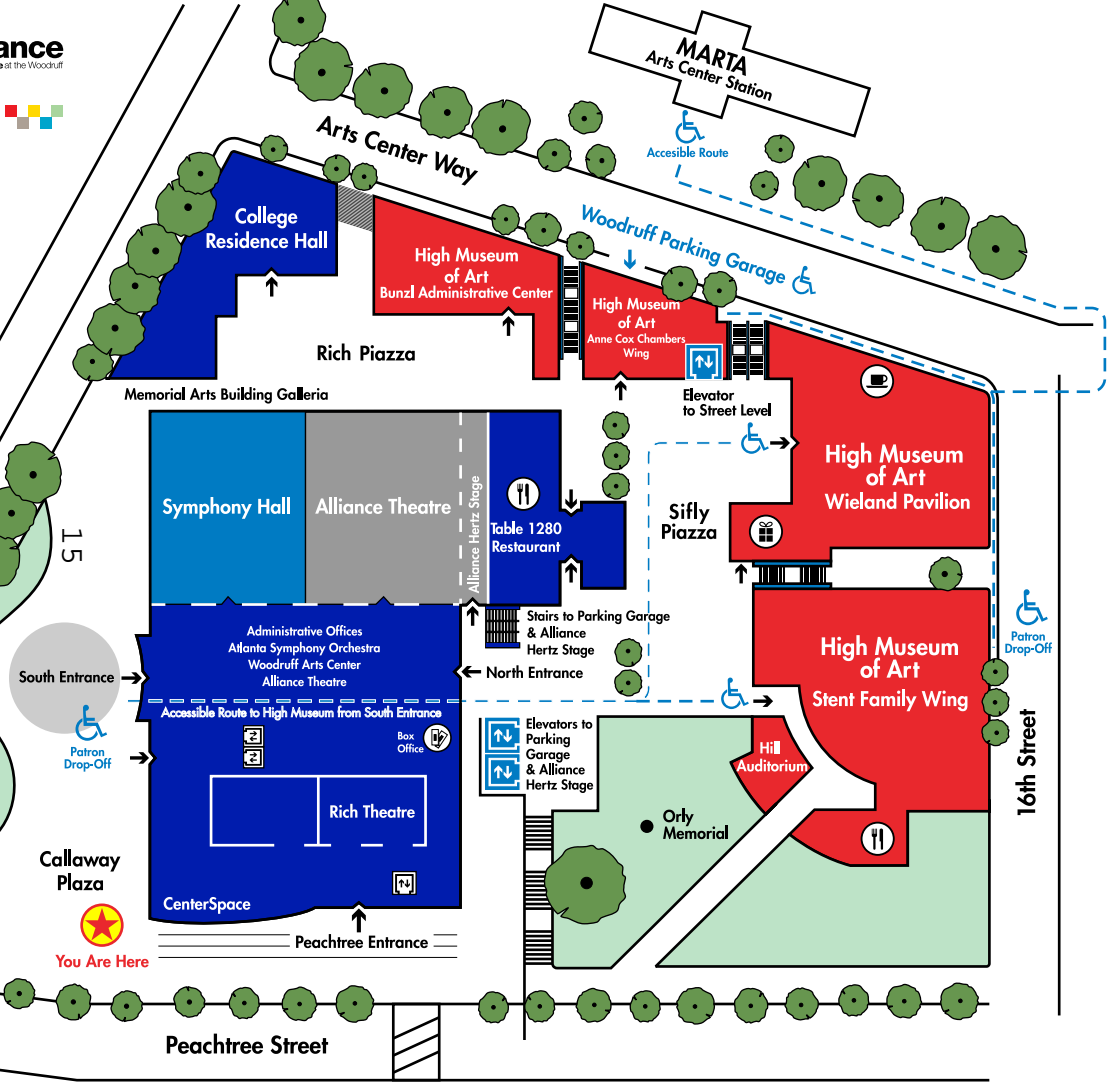 ance
e at the Woodruff
MARTA
Arts Center Station
Accesible Route
Arts Center Way
Woodruff Parking Garage
College
Residence Hall
High Museum
of Art
Bunzl Administrative Center
High Museum
of Art
Anne Cox Chambers
Wing
Rich Piazza
Memorial Arts Building Galleria
Elevator
to Street Level
High Museum
of Art
Wieland Pavilion
Symphony Hall
Alliance Theatre
Alliance Hertz Stage
Table 1280
Restaurant
Sifly
Piazza
15
Stairs to Parking Garage
& Alliance
Hertz Stage
Administrative Offices
Atlanta Symphony Orchestra
Woodruff Arts Center
Alliance Theatre
North Entrance
South Entrance
High Museum
of Art
Stent Family Wing
Patron
Drop-Off
Accessible Route to High Museum from South Entrance
Patron
Drop-Off
Box
Office
Elevators to
Parking
Garage
& Alliance
Hertz Stage
Hill
Auditorium
16th Street
Rich Theatre
Orly
Memorial
Callaway
Plaza
CenterSpace
You Are Here
Peachtree Entrance
Peachtree Street